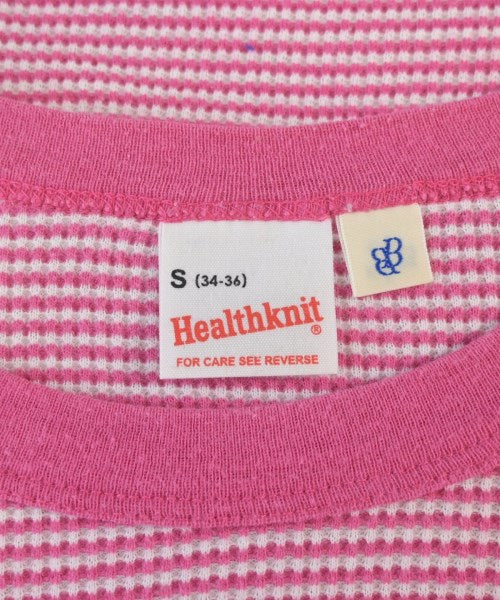 S (34-36)
Healthknit®
FOR CARE SEE REVERSE